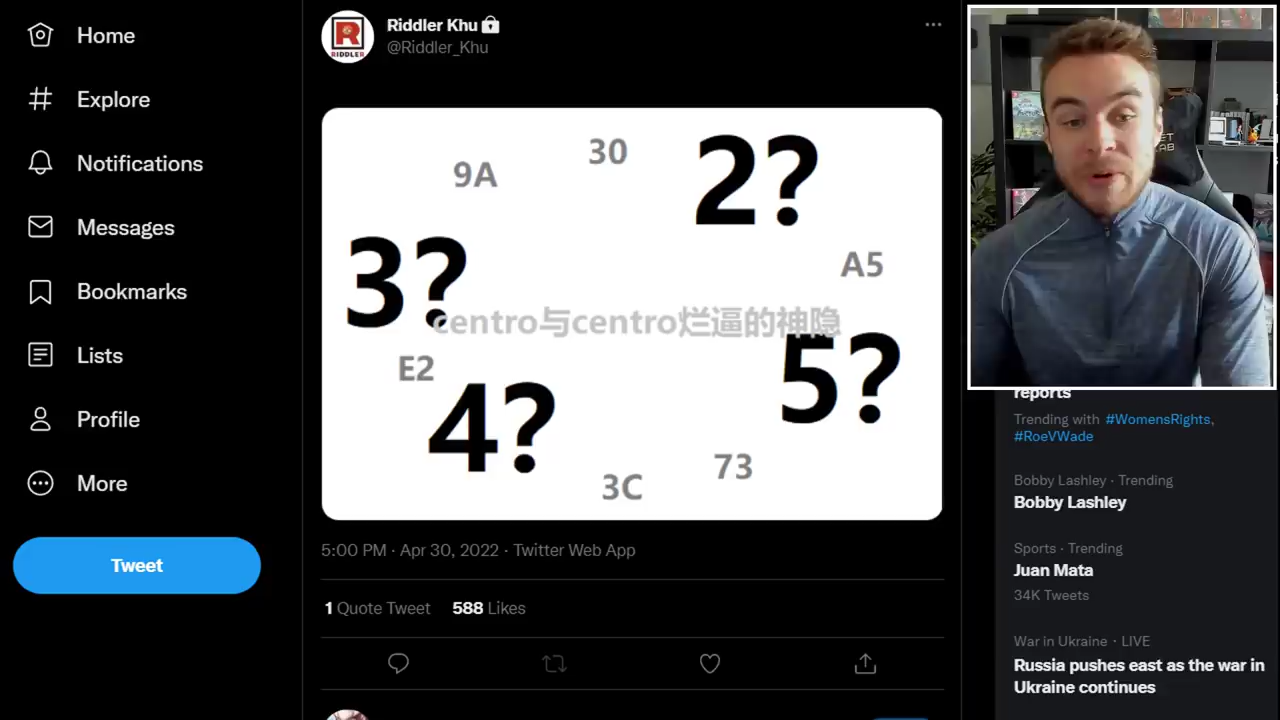 Home
Explore
Notifications
Messages
Bookmarks
Lists
Profile
More
Tweet
Riddler Khu
@Riddler_Khu
RIDDLER
30
2?
9A
3?
A5
centro与centro烂逼的神隐
E2
5?
4?
73
3C
5:00 PM · Apr 30, 2022 · Twitter Web App
1 Quote Tweet 588 Likes
reports
Trending with #WomensRights,
#RoeVWade
Bobby Lashley · Trending
Bobby Lashley
Sports · Trending
Juan Mata
34K Tweets
War in Ukraine · LIVE
Russia pushes east as the war in
Ukraine continues